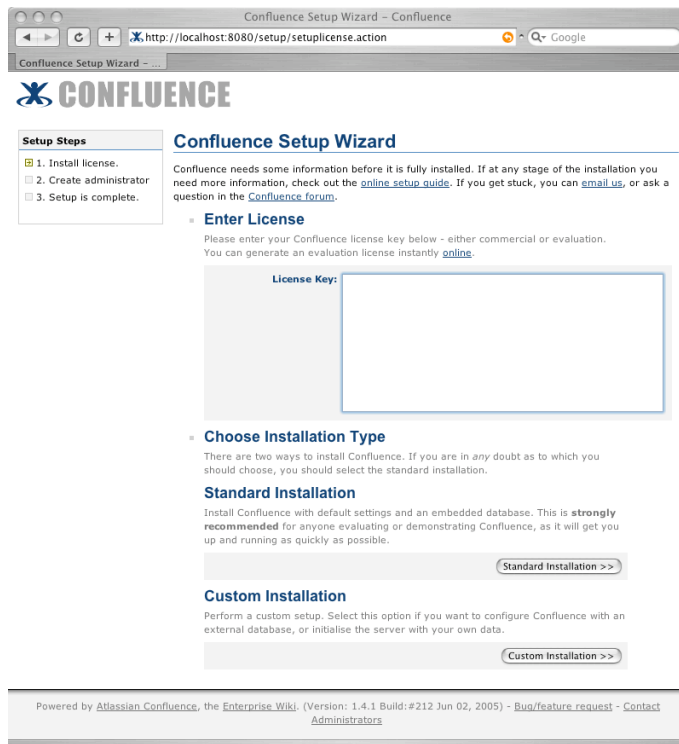 Confluence Setup Wizard – Confluence
http://localhost:8080/setup/setuplicense.action
Google
Confluence Setup Wizard – ...
CONFLUENCE
Setup Steps
1. Install license.
2. Create administrator
3. Setup is complete.
Confluence Setup Wizard
Confluence needs some information before it is fully installed. If at any stage of the installation you
need more information, check out the online setup guide. If you get stuck, you can email us, or ask a
question in the Confluence forum.
Enter License
Please enter your Confluence license key below - either commercial or evaluation.
You can generate an evaluation license instantly online.
License Key:
Choose Installation Type
There are two ways to install Confluence. If you are in any doubt as to which you
should choose, you should select the standard installation.
Standard Installation
Install Confluence with default settings and an embedded database. This is strongly
recommended for anyone evaluating or demonstrating Confluence, as it will get you
up and running as quickly as possible.
Standard Installation >>
Custom Installation
Perform a custom setup. Select this option if you want to configure Confluence with an
external database, or initialise the server with your own data.
Custom Installation >>
Powered by Atlassian Confluence, the Enterprise Wiki. (Version: 1.4.1 Build:#212 Jun 02, 2005) - Bug/feature request - Contact
Administrators